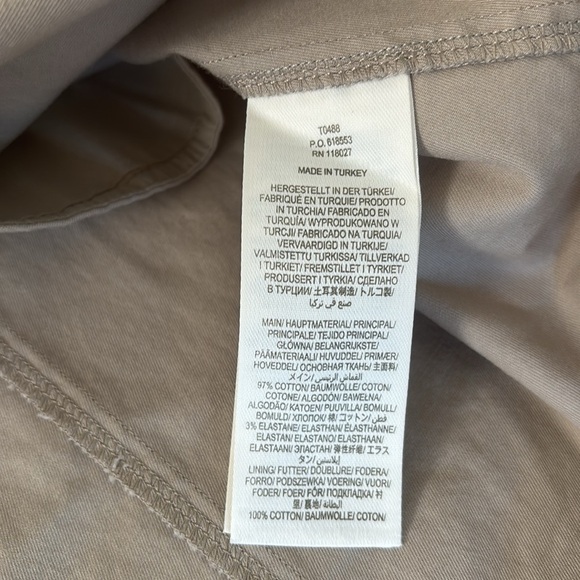 T0488
P.O. 618553
RN 118027
MADE IN TURKEY
HERGESTELLT IN DER TÜRKEI/
FABRIQUÉ EN TURQUIE/ PRODOTTO
IN TURCHIA/ FABRICADO EN
TURQUÍA/ WYPRODUKOWANO W
TURCJI/ FABRICADO NA TURQUIA/
VERVAARDIGD IN TURKIJE/
VALMISTETTU TURKISSA/ TILLVERKAD
I TURKIET/ FREMSTILLET I TYRKIET/
PRODUSERT I TYRKIA/ СДЕЛАНО
В ТУРЦИИ/ 土耳其制造/ トルコ製/
صنع في تركيا
MAIN/ HAUPTMATERIAL/ PRINCIPAL/
PRINCIPALE/ TEJIDO PRINCIPAL/
GŁÓWNA/ BELANGRIJKSTE/
PÄÄMATERIAALI/ HUVUDDEL/ PRIMÆR/
HOVEDDEL/ ОСНОВНАЯ ТКАНЬ/ 主面料/
メイン/ القماش الرئيسي/
97% COTTON/ BAUMWOLLE/ COTON/
COTONE/ ALGODÓN/ BAWEŁNA/
ALGODÃO/ KATOEN/ PUUVILLA/ BOMULL/
BOMULD/ ХЛОПОК/ 棉/ コットン/ قطن/
3% ELASTANE/ ELASTHAN/ ÉLASTHANNE/
ELASTAN/ ELASTANO/ ELASTHAAN/
ELASTAANI/ ЭЛАСТАН/ 弹性纤维/ エラス
タン/ إيلاستين/
LINING/ FUTTER/ DOUBLURE/ FODERA/
FORRO/ PODSZEWKA/ VOERING/ VUORI/
FODER/ FOER/ FÔR/ ПОДКЛАДКА/ 衬
里/ 裏地/ البطانة/
100% COTTON/ BAUMWOLLE/ COTON/